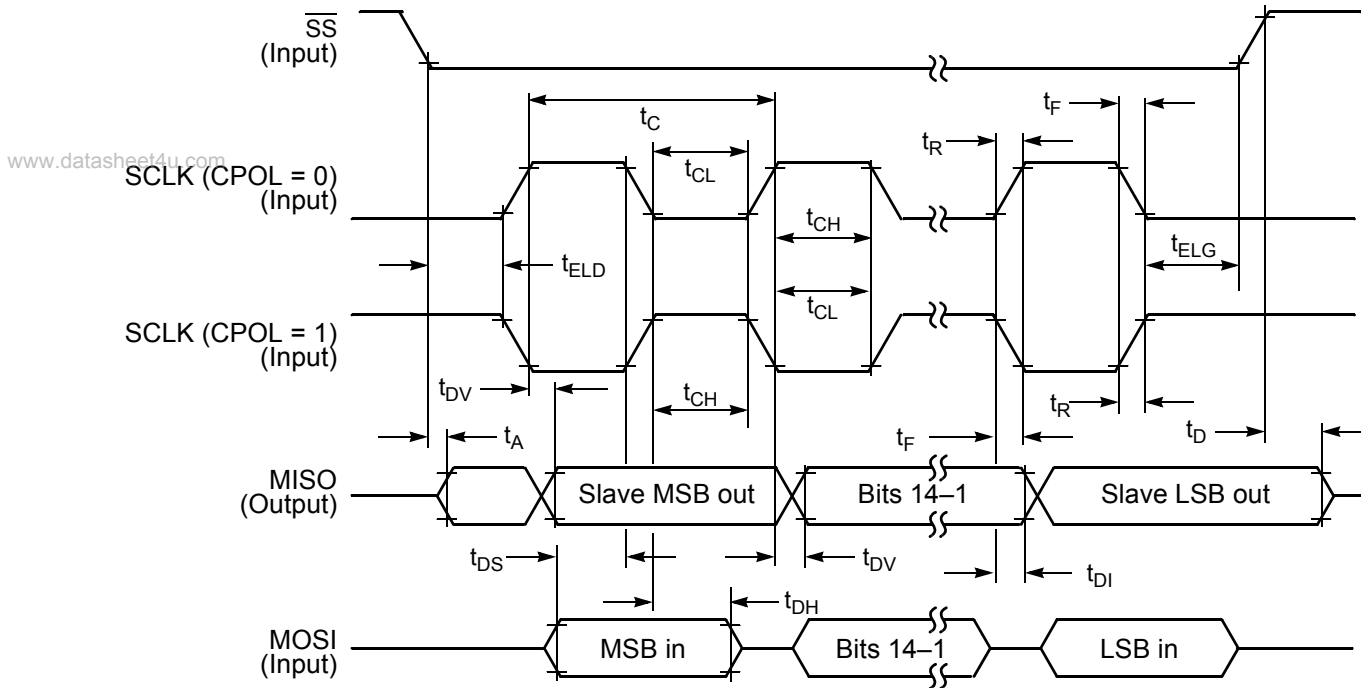 SS
(Input)
t_F
t_C
t_R
www.datasheet4u.com
SCLK (CPOL = 0)
(Input)
t_CL
t_CH
t_ELG
t_ELD
t_CL
SCLK (CPOL = 1)
(Input)
t_DV
t_CH
t_R
t_A
t_F
t_D
MISO
(Output)
Slave MSB out
Bits 14–1
Slave LSB out
t_DS
t_DV
t_DI
t_DH
MOSI
(Input)
MSB in
Bits 14–1
LSB in